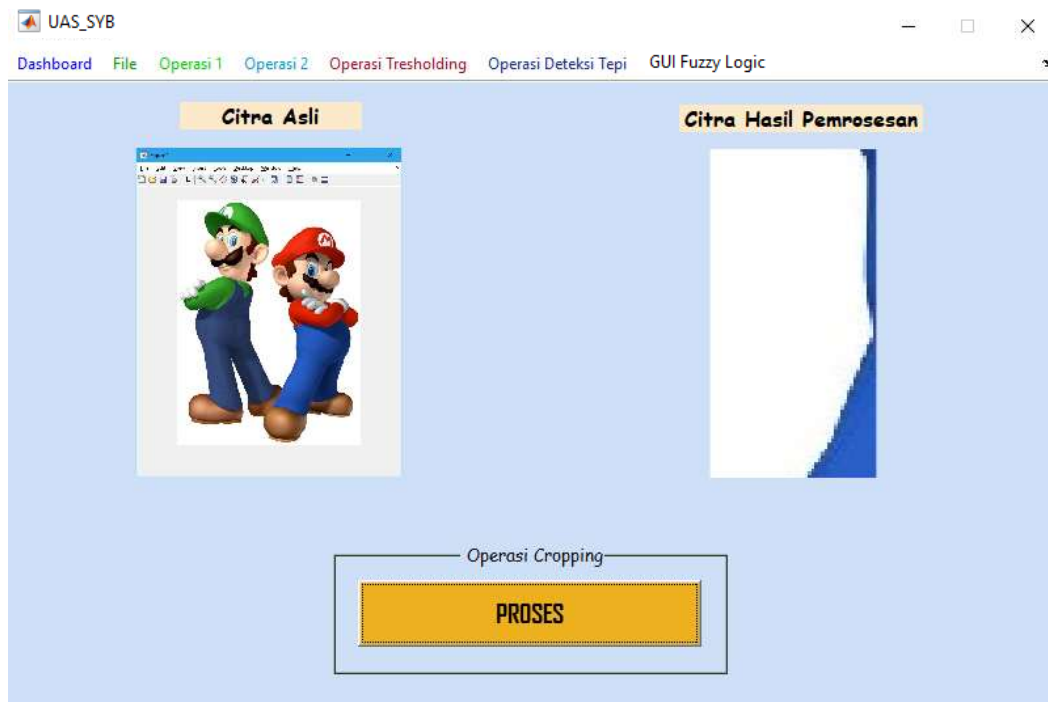 UAS_SYB
Dashboard File Operasi 1 Operasi 2 Operasi Tresholding Operasi Deteksi Tepi GUI Fuzzy Logic
Citra Asli
Citra Hasil Pemrosesan
M
Operasi Cropping
PROSES